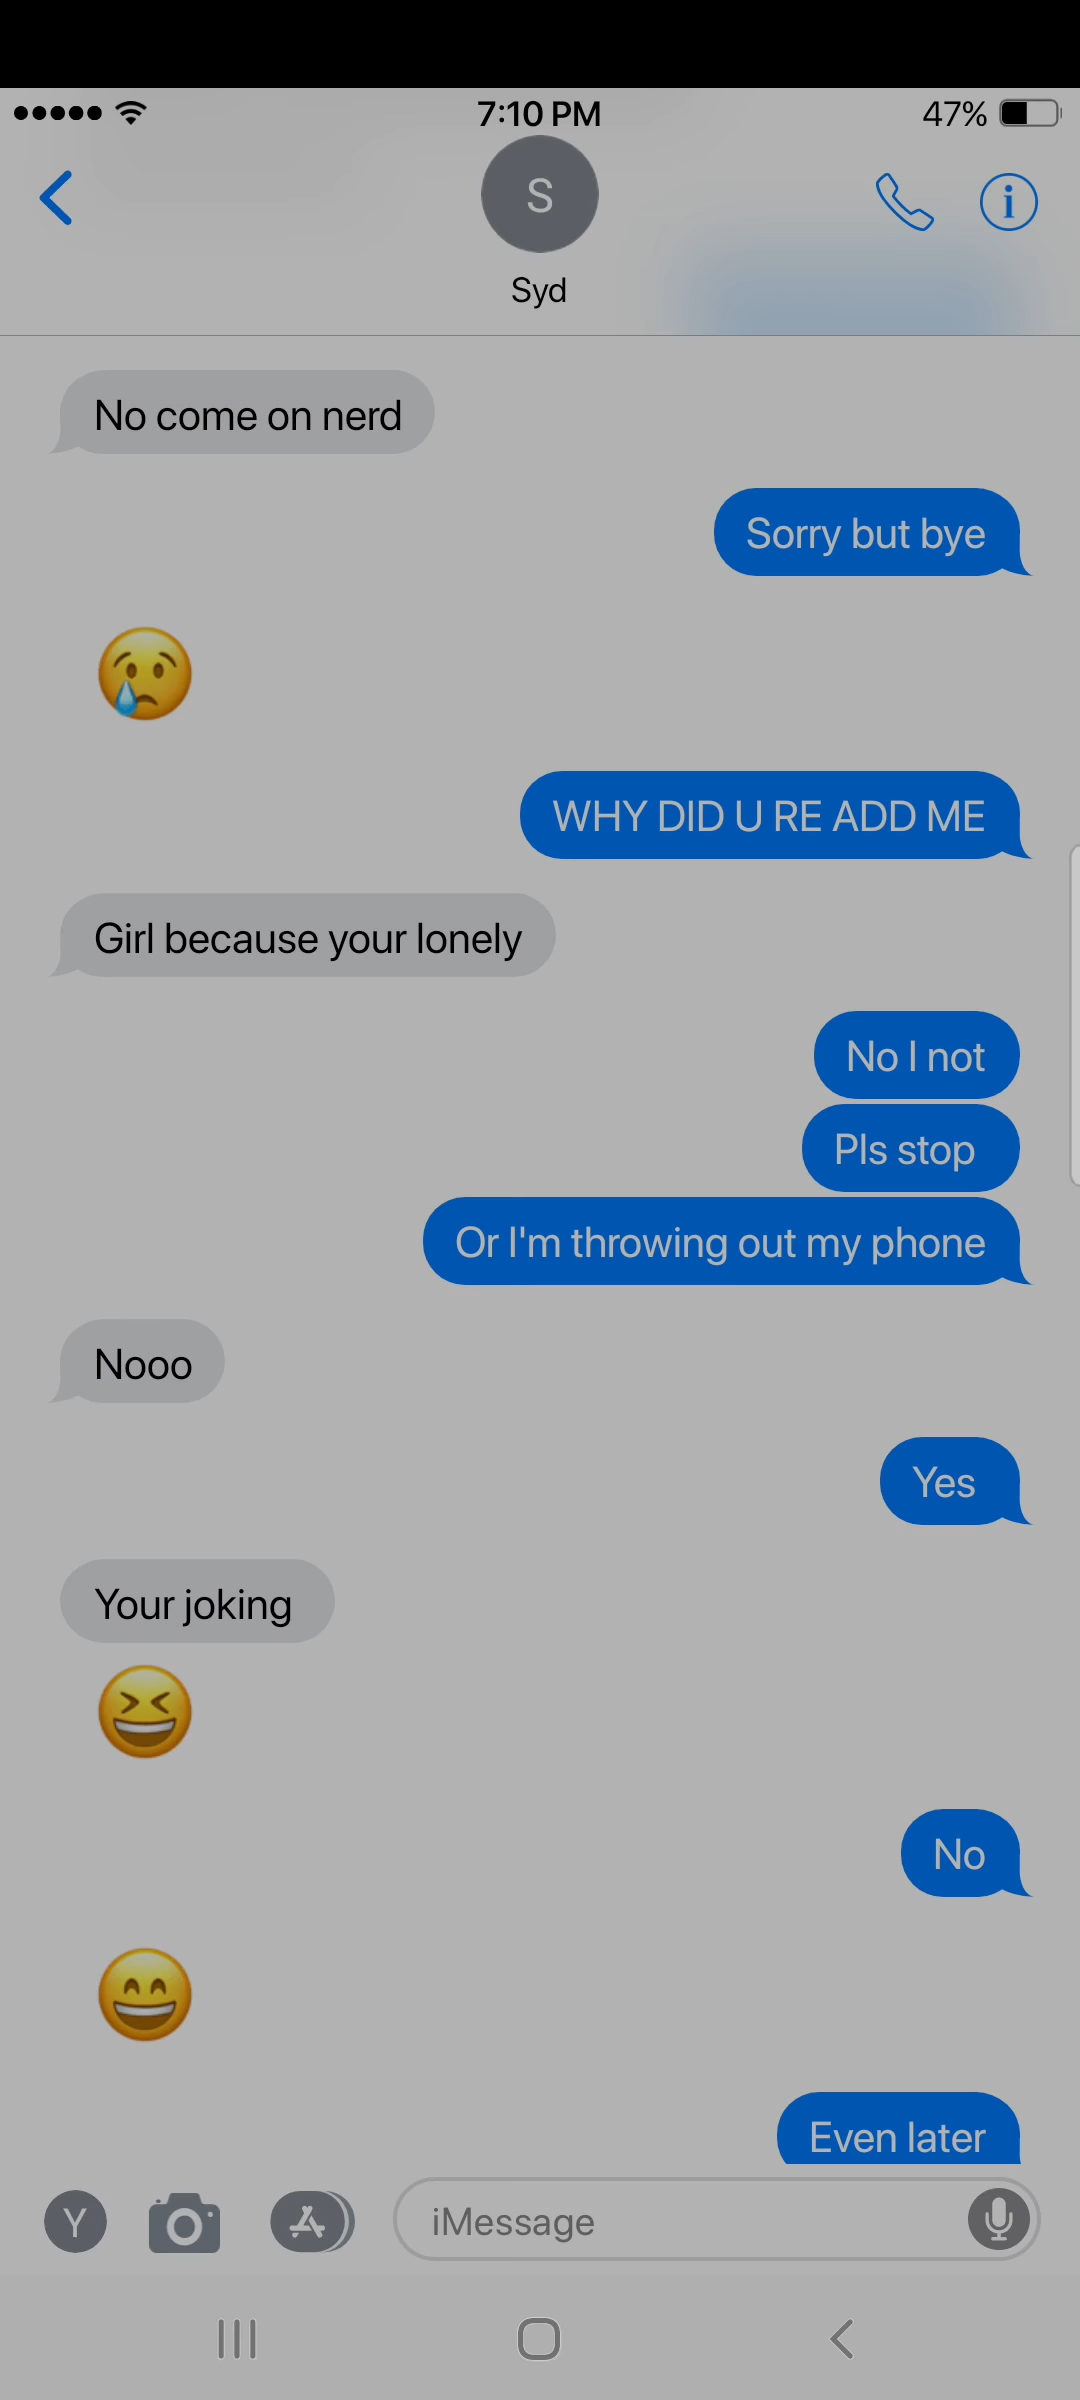 7:10 PM
47%
S
Syd
No come on nerd
Sorry but bye
😢
WHY DID U RE ADD ME
Girl because your lonely
No I not
Pls stop
Or I'm throwing out my phone
Nooo
Yes
Your joking
😆
No
😄
Even later
Y
iMessage